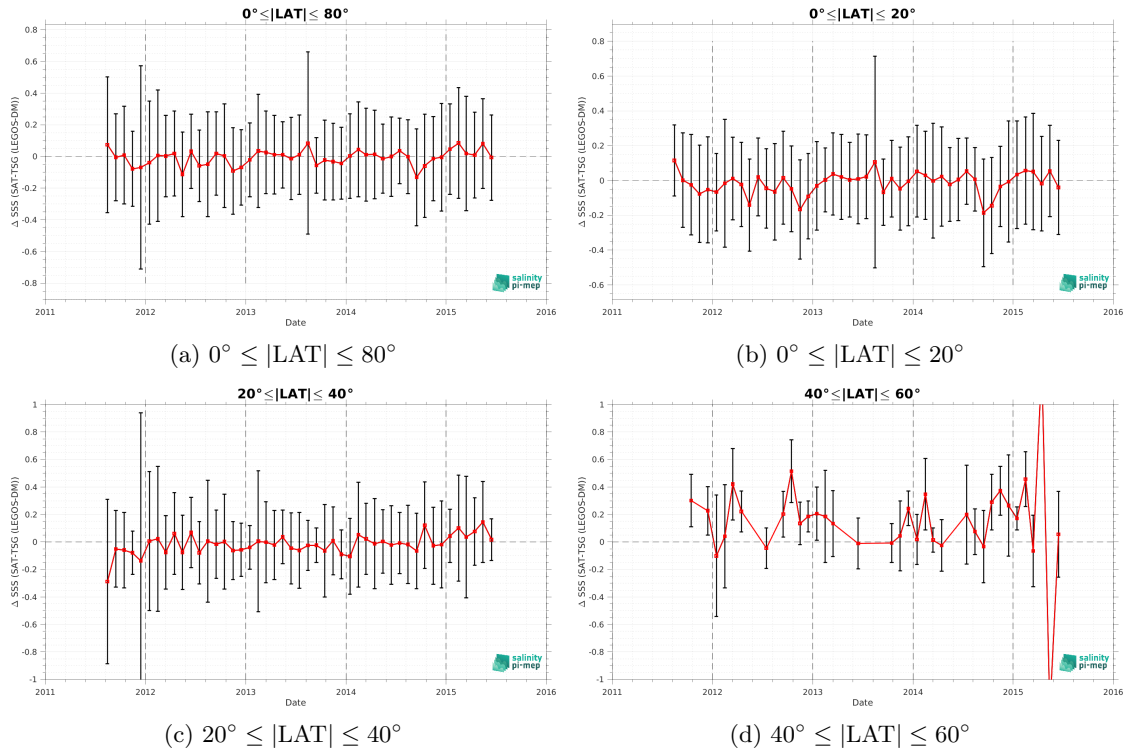 0°≤|LAT|≤ 80°
Δ SSS (SAT-TSG (LEGOS-DM))
0.8
0.6
0.4
0.2
0
-0.2
-0.4
-0.6
-0.8
2011 2012 2013 2014 2015 2016
Date
salinity
pi-mep
(a) 0° ≤ |LAT| ≤ 80°
0°≤|LAT|≤ 20°
Δ SSS (SAT-TSG (LEGOS-DM))
0.8
0.6
0.4
0.2
0
-0.2
-0.4
-0.6
2011 2012 2013 2014 2015 2016
Date
salinity
pi-mep
(b) 0° ≤ |LAT| ≤ 20°
20°≤|LAT|≤ 40°
Δ SSS (SAT-TSG (LEGOS-DM))
1
0.8
0.6
0.4
0.2
0
-0.2
-0.4
-0.6
-0.8
-1
2011 2012 2013 2014 2015 2016
Date
salinity
pi-mep
(c) 20° ≤ |LAT| ≤ 40°
40°≤|LAT|≤ 60°
Δ SSS (SAT-TSG (LEGOS-DM))
1
0.8
0.6
0.4
0.2
0
-0.2
-0.4
-0.6
-0.8
-1
2011 2012 2013 2014 2015 2016
Date
salinity
pi-mep
(d) 40° ≤ |LAT| ≤ 60°